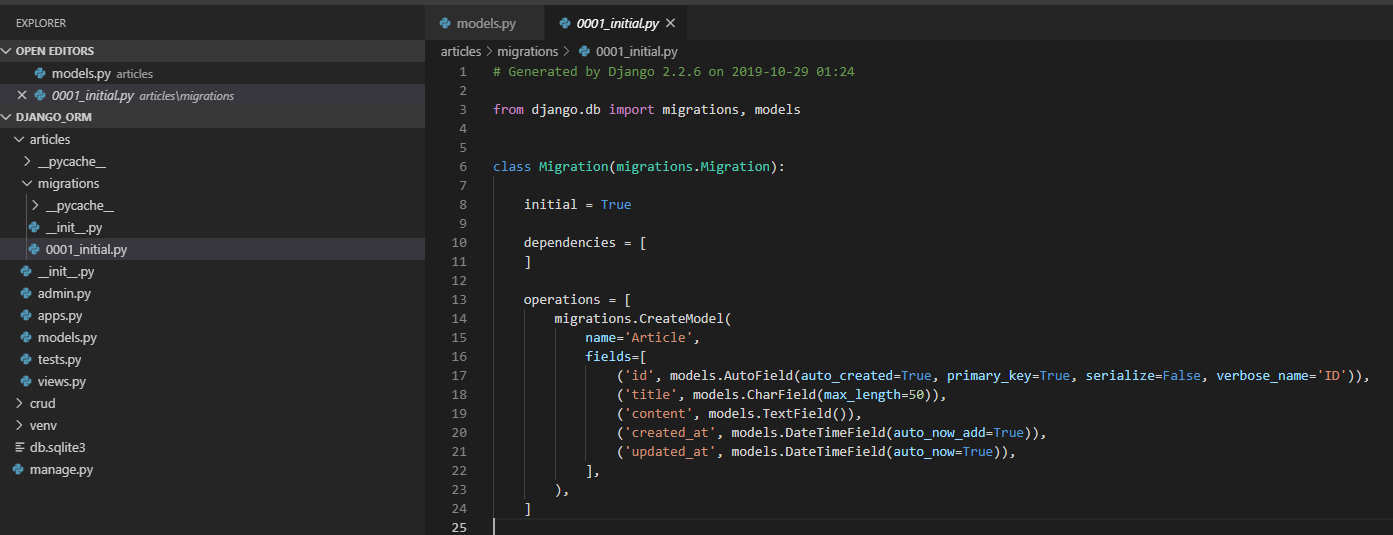 EXPLORER
OPEN EDITORS
models.py articles
0001_initial.py articles\migrations
DJANGO_ORM
articles
__pycache__
migrations
__pycache__
__init__.py
0001_initial.py
__init__.py
admin.py
apps.py
models.py
tests.py
views.py
crud
venv
db.sqlite3
manage.py
models.py
0001_initial.py
articles > migrations > 0001_initial.py
1 # Generated by Django 2.2.6 on 2019-10-29 01:24
2
3 from django.db import migrations, models
4
5
6 class Migration(migrations.Migration):
7
8     initial = True
9
10     dependencies = [
11     ]
12
13     operations = [
14         migrations.CreateModel(
15             name='Article',
16             fields=[
17                 ('id', models.AutoField(auto_created=True, primary_key=True, serialize=False, verbose_name='ID')),
18                 ('title', models.CharField(max_length=50)),
19                 ('content', models.TextField()),
20                 ('created_at', models.DateTimeField(auto_now_add=True)),
21                 ('updated_at', models.DateTimeField(auto_now=True)),
22             ],
23         ),
24     ]
25